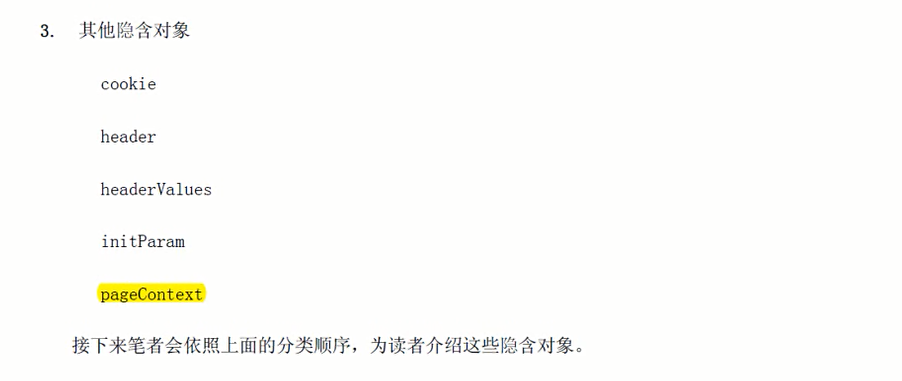 3. 其他隐含对象
cookie
header
headerValues
initParam
pageContext
接下来笔者会依照上面的分类顺序，为读者介绍这些隐含对象。